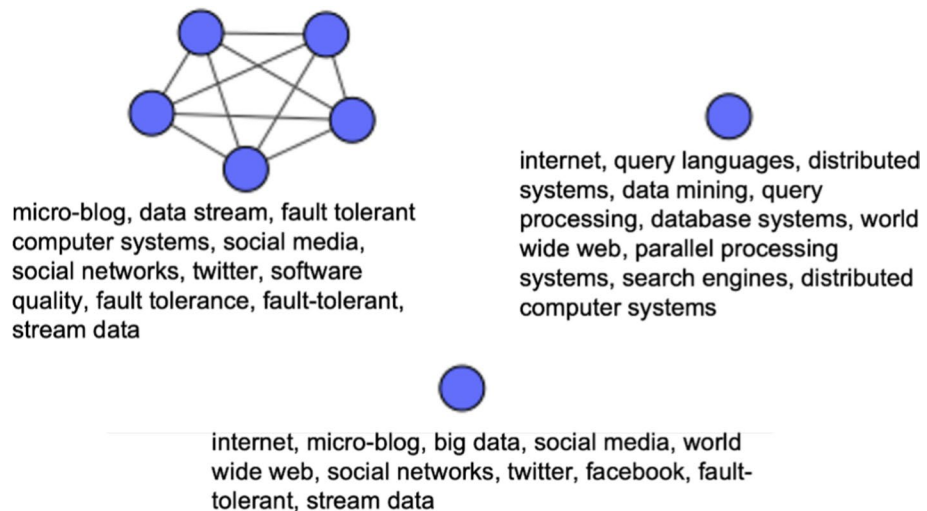 micro-blog, data stream, fault tolerant
computer systems, social media,
social networks, twitter, software
quality, fault tolerance, fault-tolerant,
stream data
internet, query languages, distributed
systems, data mining, query
processing, database systems, world
wide web, parallel processing
systems, search engines, distributed
computer systems
internet, micro-blog, big data, social media, world
wide web, social networks, twitter, facebook, fault-
tolerant, stream data